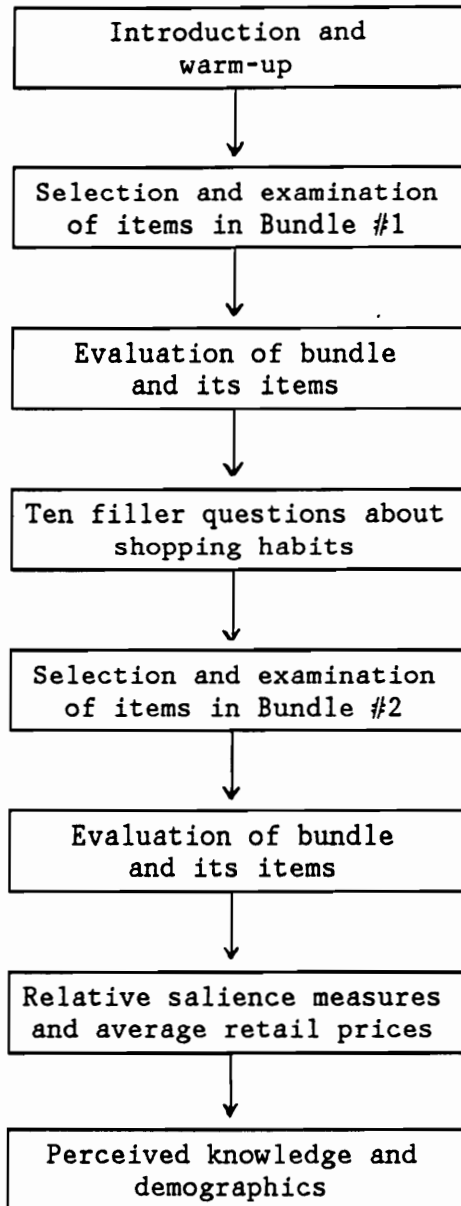 Introduction and
warm-up
Selection and examination
of items in Bundle #1
Evaluation of bundle
and its items
Ten filler questions about
shopping habits
Selection and examination
of items in Bundle #2
Evaluation of bundle
and its items
Relative salience measures
and average retail prices
Perceived knowledge and
demographics